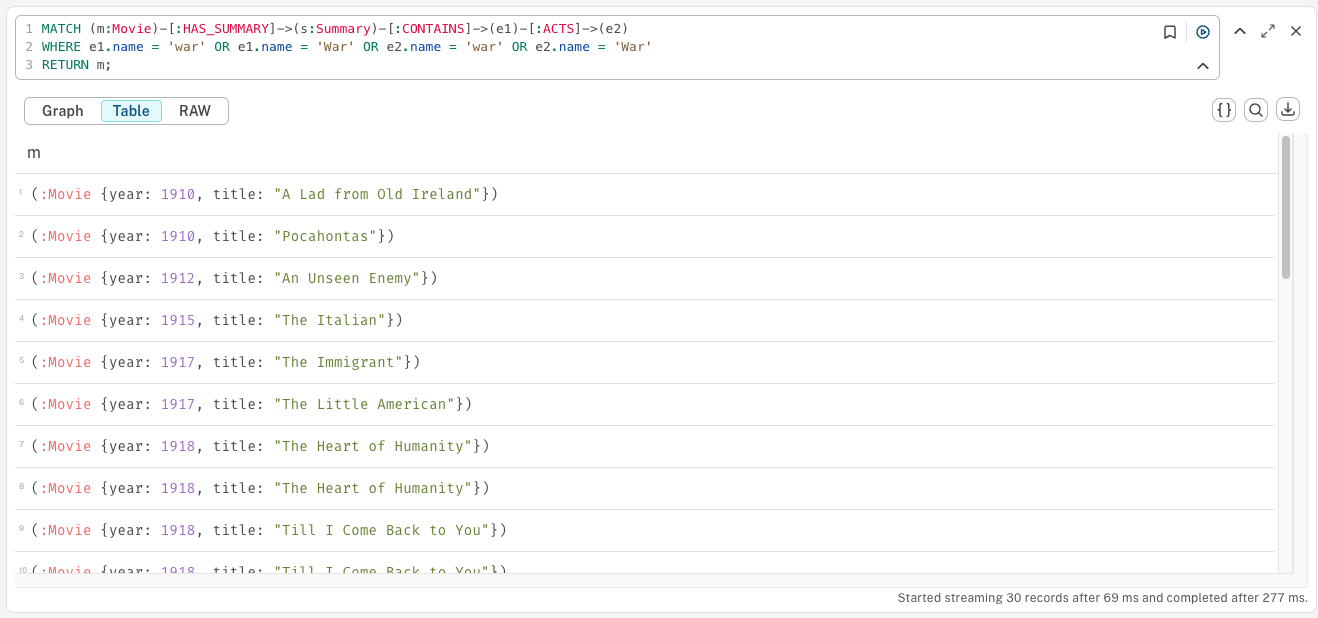 1 MATCH (m:Movie)-[:HAS_SUMMARY]->(s:Summary)-[:CONTAINS]->(e1)-[:ACTS]->(e2)
2 WHERE e1.name = 'war' OR e1.name = 'War' OR e2.name = 'war' OR e2.name = 'War'
3 RETURN m;
Graph Table RAW
{}
m
1 (:Movie {year: 1910, title: "A Lad from Old Ireland"})
2 (:Movie {year: 1910, title: "Pocahontas"})
3 (:Movie {year: 1912, title: "An Unseen Enemy"})
4 (:Movie {year: 1915, title: "The Italian"})
5 (:Movie {year: 1917, title: "The Immigrant"})
6 (:Movie {year: 1917, title: "The Little American"})
7 (:Movie {year: 1918, title: "The Heart of Humanity"})
8 (:Movie {year: 1918, title: "The Heart of Humanity"})
9 (:Movie {year: 1918, title: "Till I Come Back to You"})
10 (:Movie {year: 1918, title: "Till I Come Back to You"})
Started streaming 30 records after 69 ms and completed after 277 ms.